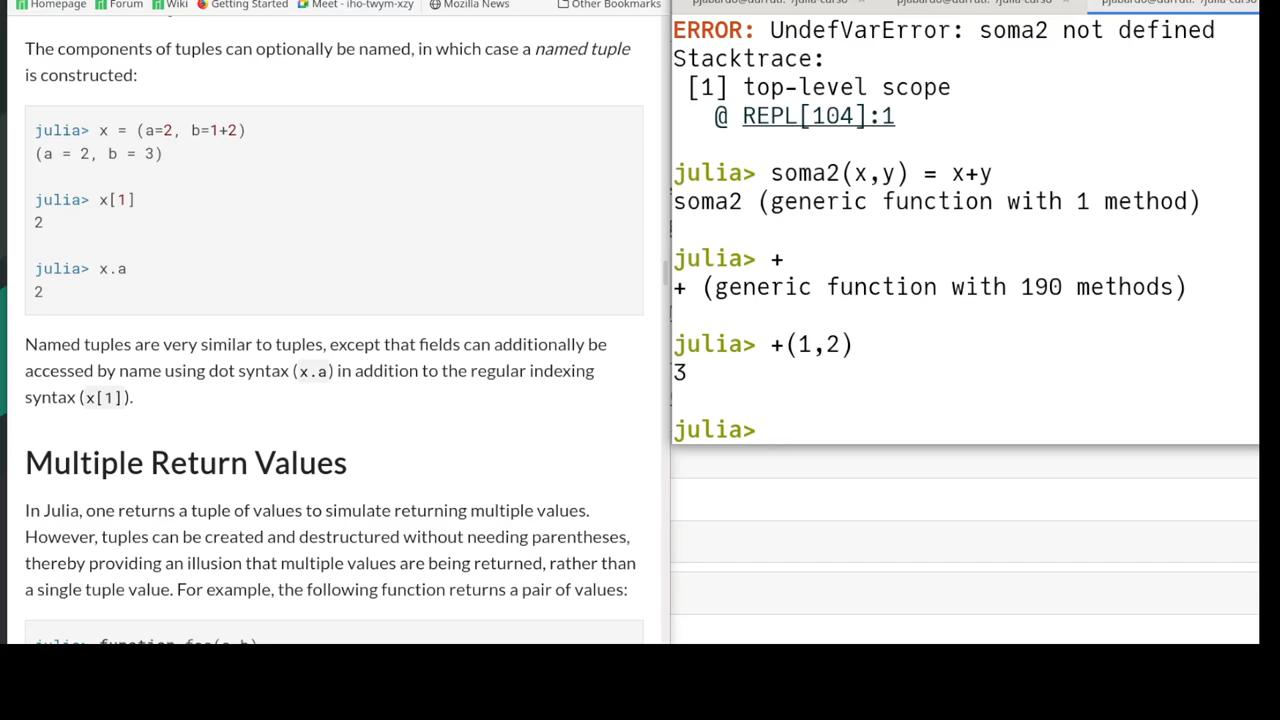 Homepage Forum Wiki Getting Started Meet - iho-twym-xzy Mozilla News Other Bookmarks
The components of tuples can optionally be named, in which case a named tuple
is constructed:
julia> x = (a=2, b=1+2)
(a = 2, b = 3)
julia> x[1]
2
julia> x.a
2
Named tuples are very similar to tuples, except that fields can additionally be
accessed by name using dot syntax (x.a) in addition to the regular indexing
syntax (x[1]).
Multiple Return Values
In Julia, one returns a tuple of values to simulate returning multiple values.
However, tuples can be created and destructured without needing parentheses,
thereby providing an illusion that multiple values are being returned, rather than
a single tuple value. For example, the following function returns a pair of values:
ERROR: UndefVarError: soma2 not defined
Stacktrace:
[1] top-level scope
@ REPL[104]:1
julia> soma2(x,y) = x+y
soma2 (generic function with 1 method)
julia> +
+ (generic function with 190 methods)
julia> +(1,2)
3
julia>